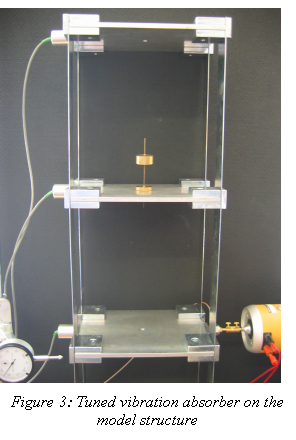 Figure 3: Tuned vibration absorber on the
model structure